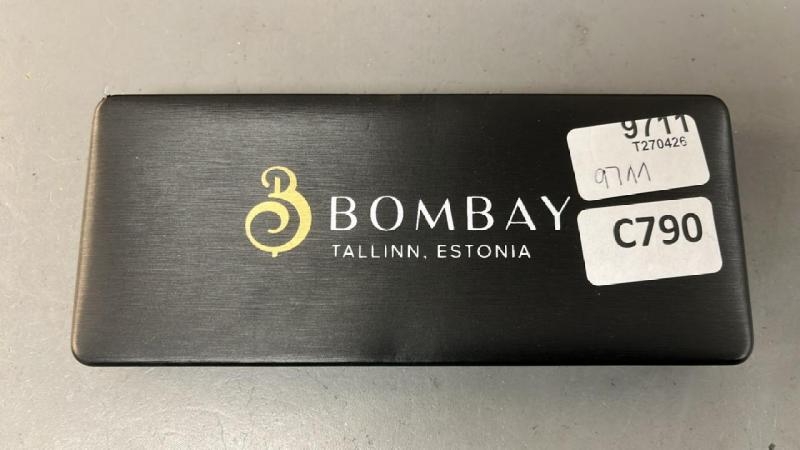 B BOMBAY
TALLINN, ESTONIA
9711
T270426
9711
C790